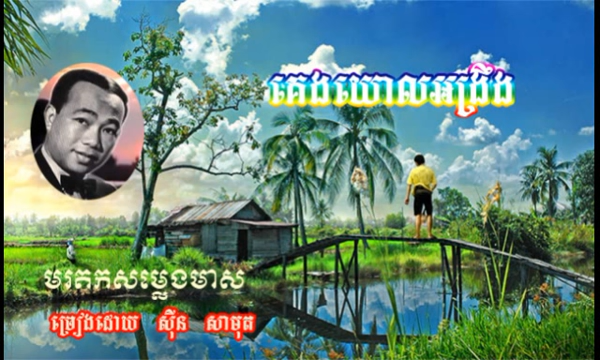 គេងយោលអង្រឹង
មរតកសម្លេងមាស
ច្រៀងដោយ ស៊ីន សាមុត